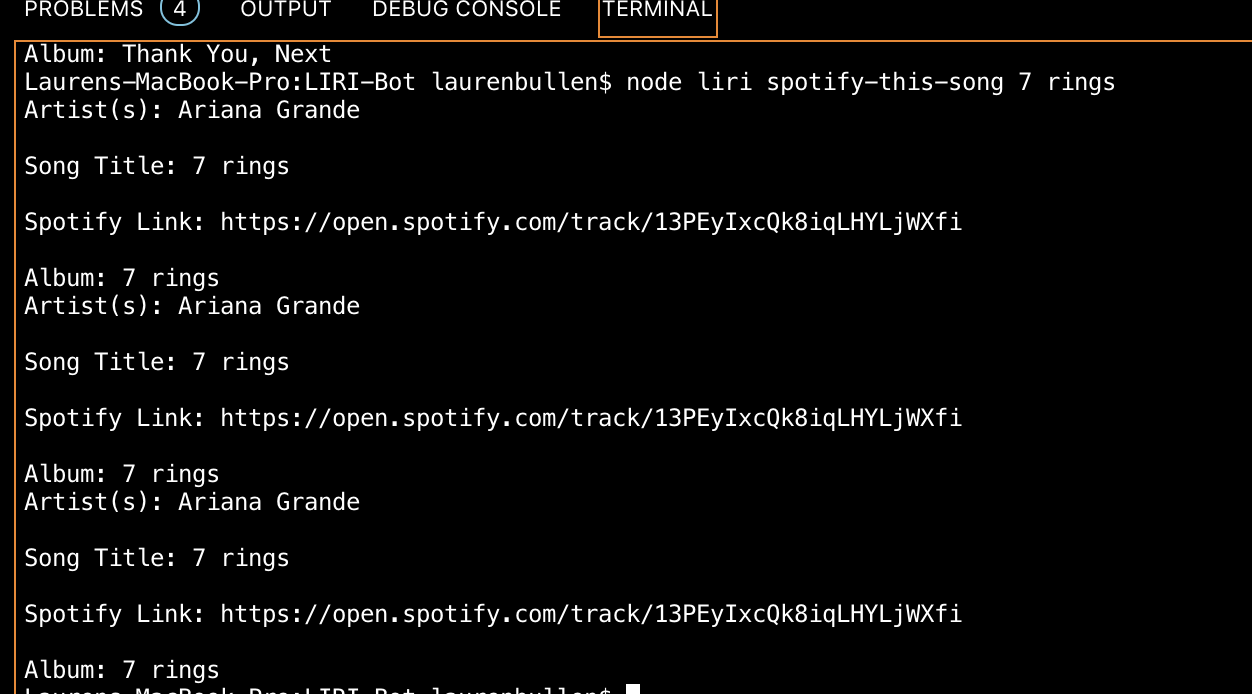 PROBLEMS 4 OUTPUT DEBUG CONSOLE TERMINAL
Album: Thank You, Next
Laurens-MacBook-Pro:LIRI-Bot laurenbullen$ node liri spotify-this-song 7 rings
Artist(s): Ariana Grande
Song Title: 7 rings
Spotify Link: https://open.spotify.com/track/13PEyIxcQk8iqLHYLjWXfi
Album: 7 rings
Artist(s): Ariana Grande
Song Title: 7 rings
Spotify Link: https://open.spotify.com/track/13PEyIxcQk8iqLHYLjWXfi
Album: 7 rings
Artist(s): Ariana Grande
Song Title: 7 rings
Spotify Link: https://open.spotify.com/track/13PEyIxcQk8iqLHYLjWXfi
Album: 7 rings
Laurens-MacBook-Pro:LIRI-Bot laurenbullen$